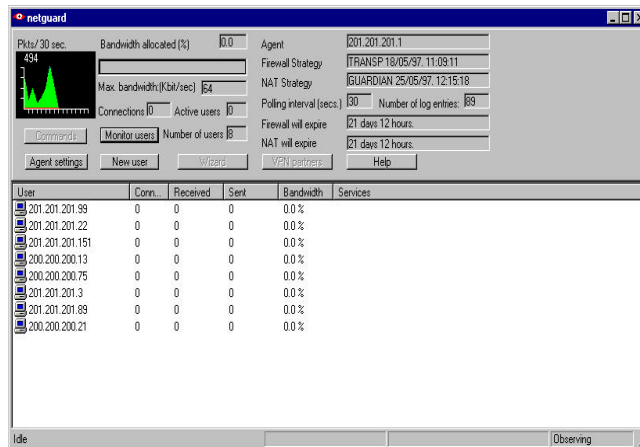 netguard
Pkts/ 30 sec.
494
Bandwidth allocated (%) 0.0
Max. bandwidth:(Kbit/sec) 64
Connections 0 Active users 0
Commands Monitor users Number of users 8
Agent settings New user Wizard VPN partners Help
Agent 201.201.201.1
Firewall Strategy TRANSP 18/05/97. 11:09:11
NAT Strategy GUARDIAN 25/05/97. 12:15:18
Polling interval (secs.) 30 Number of log entries: 89
Firewall will expire 21 days 12 hours.
NAT will expire 21 days 12 hours.
User Conn... Received Sent Bandwidth Services
201.201.201.99 0 0 0 0.0 %
201.201.201.22 0 0 0 0.0 %
201.201.201.151 0 0 0 0.0 %
200.200.200.13 0 0 0 0.0 %
200.200.200.75 0 0 0 0.0 %
201.201.201.3 0 0 0 0.0 %
201.201.201.89 0 0 0 0.0 %
200.200.200.21 0 0 0 0.0 %
Idle Observing